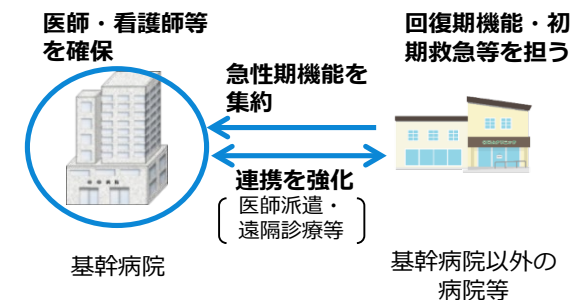 医師・看護師等
を確保
回復期機能・初
期救急等を担う
急性期機能を
集約
連携を強化
医師派遣・
遠隔診療等
基幹病院
基幹病院以外の
病院等